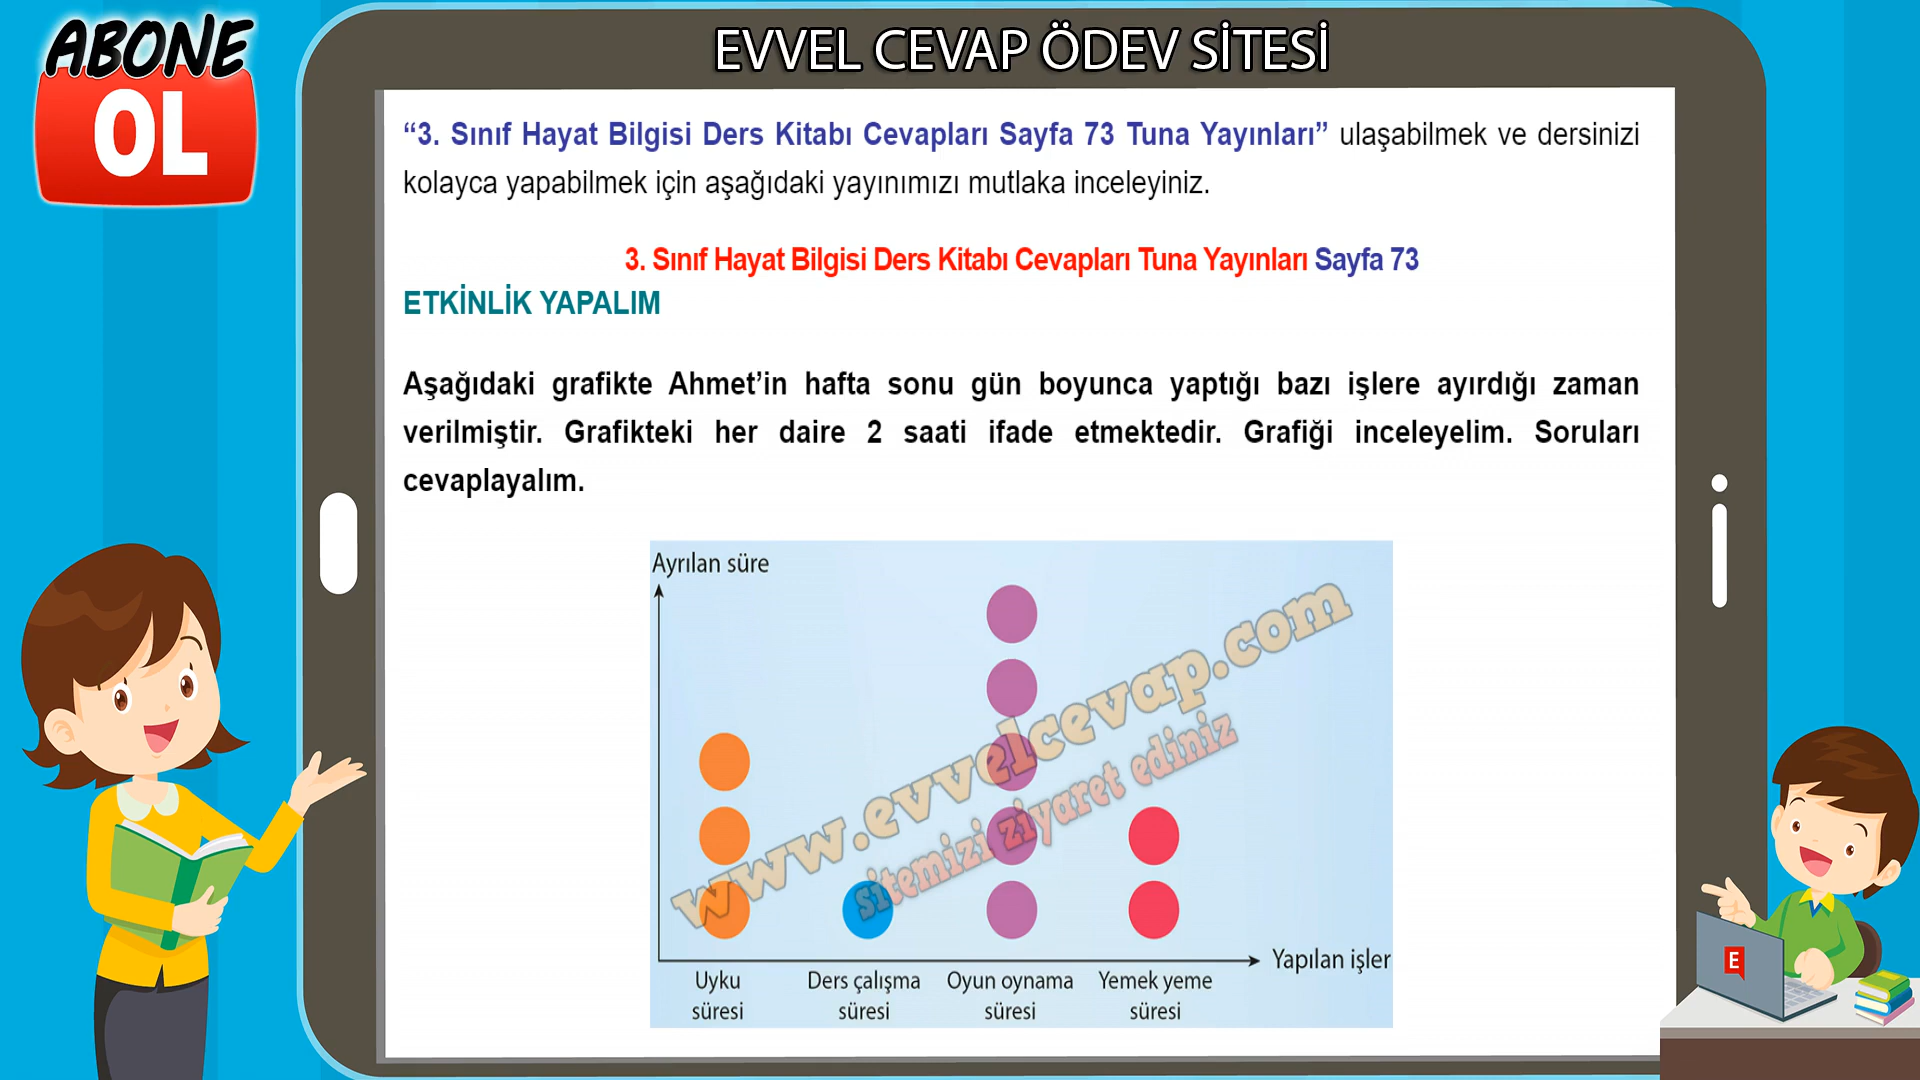 ABONE
OL
EVVEL CEVAP ÖDEV SİTESİ
“3. Sınıf Hayat Bilgisi Ders Kitabı Cevapları Sayfa 73 Tuna Yayınları” ulaşabilmek ve dersinizi
kolayca yapabilmek için aşağıdaki yayınımızı mutlaka inceleyiniz.
3. Sınıf Hayat Bilgisi Ders Kitabı Cevapları Tuna Yayınları Sayfa 73
ETKİNLİK YAPALIM
Aşağıdaki grafikte Ahmet’in hafta sonu gün boyunca yaptığı bazı işlere ayırdığı zaman
verilmiştir. Grafikteki her daire 2 saati ifade etmektedir. Grafiği inceleyelim. Soruları
cevaplayalım.
Ayrılan süre
www.evvelcevap.com
sitemizi ziyaret ediniz
Yapılan işler
Uyku
süresi
Ders çalışma
süresi
Oyun oynama
süresi
Yemek yeme
süresi
E